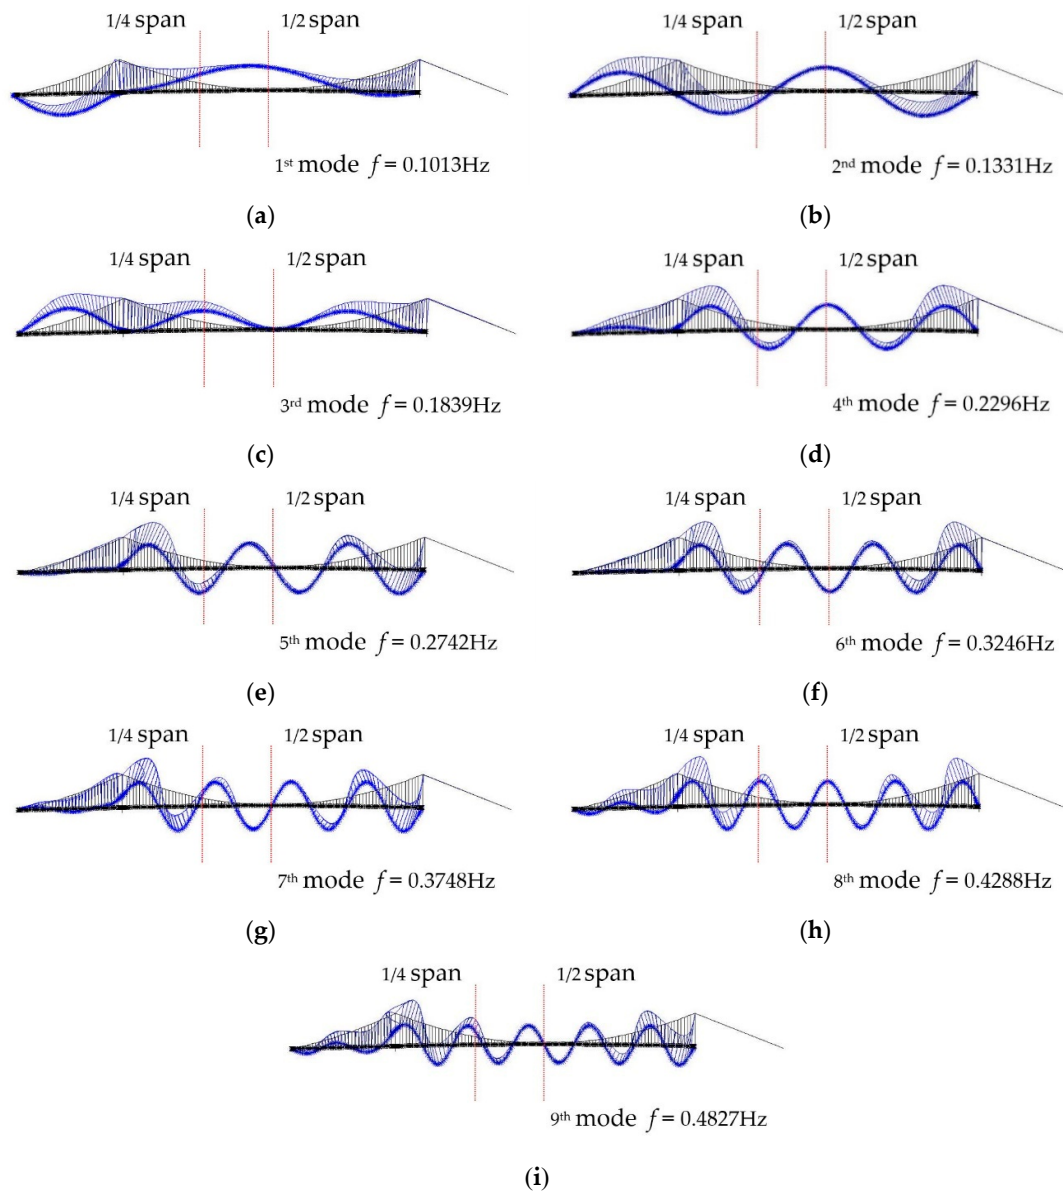 1/4 span 1/2 span
1st mode f = 0.1013Hz
(a)
1/4 span 1/2 span
2nd mode f = 0.1331Hz
(b)
1/4 span 1/2 span
3rd mode f = 0.1839Hz
(c)
1/4 span 1/2 span
4th mode f = 0.2296Hz
(d)
1/4 span 1/2 span
5th mode f = 0.2742Hz
(e)
1/4 span 1/2 span
6th mode f = 0.3246Hz
(f)
1/4 span 1/2 span
7th mode f = 0.3748Hz
(g)
1/4 span 1/2 span
8th mode f = 0.4288Hz
(h)
1/4 span 1/2 span
9th mode f = 0.4827Hz
(i)